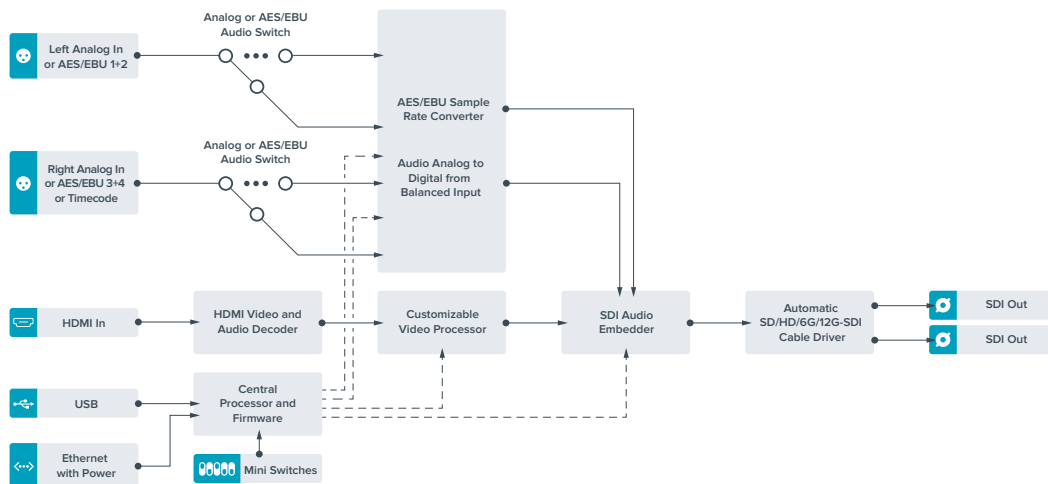 Analog or AES/EBU
Audio Switch
Left Analog In
or AES/EBU 1+2
AES/EBU Sample
Rate Converter
Analog or AES/EBU
Audio Switch
Right Analog In
or AES/EBU 3+4
or Timecode
Audio Analog to
Digital from
Balanced Input
HDMI In
HDMI Video and
Audio Decoder
Customizable
Video Processor
SDI Audio
Embedder
Automatic
SD/HD/6G/12G-SDI
Cable Driver
SDI Out
SDI Out
USB
Central
Processor and
Firmware
Ethernet
with Power
Mini Switches